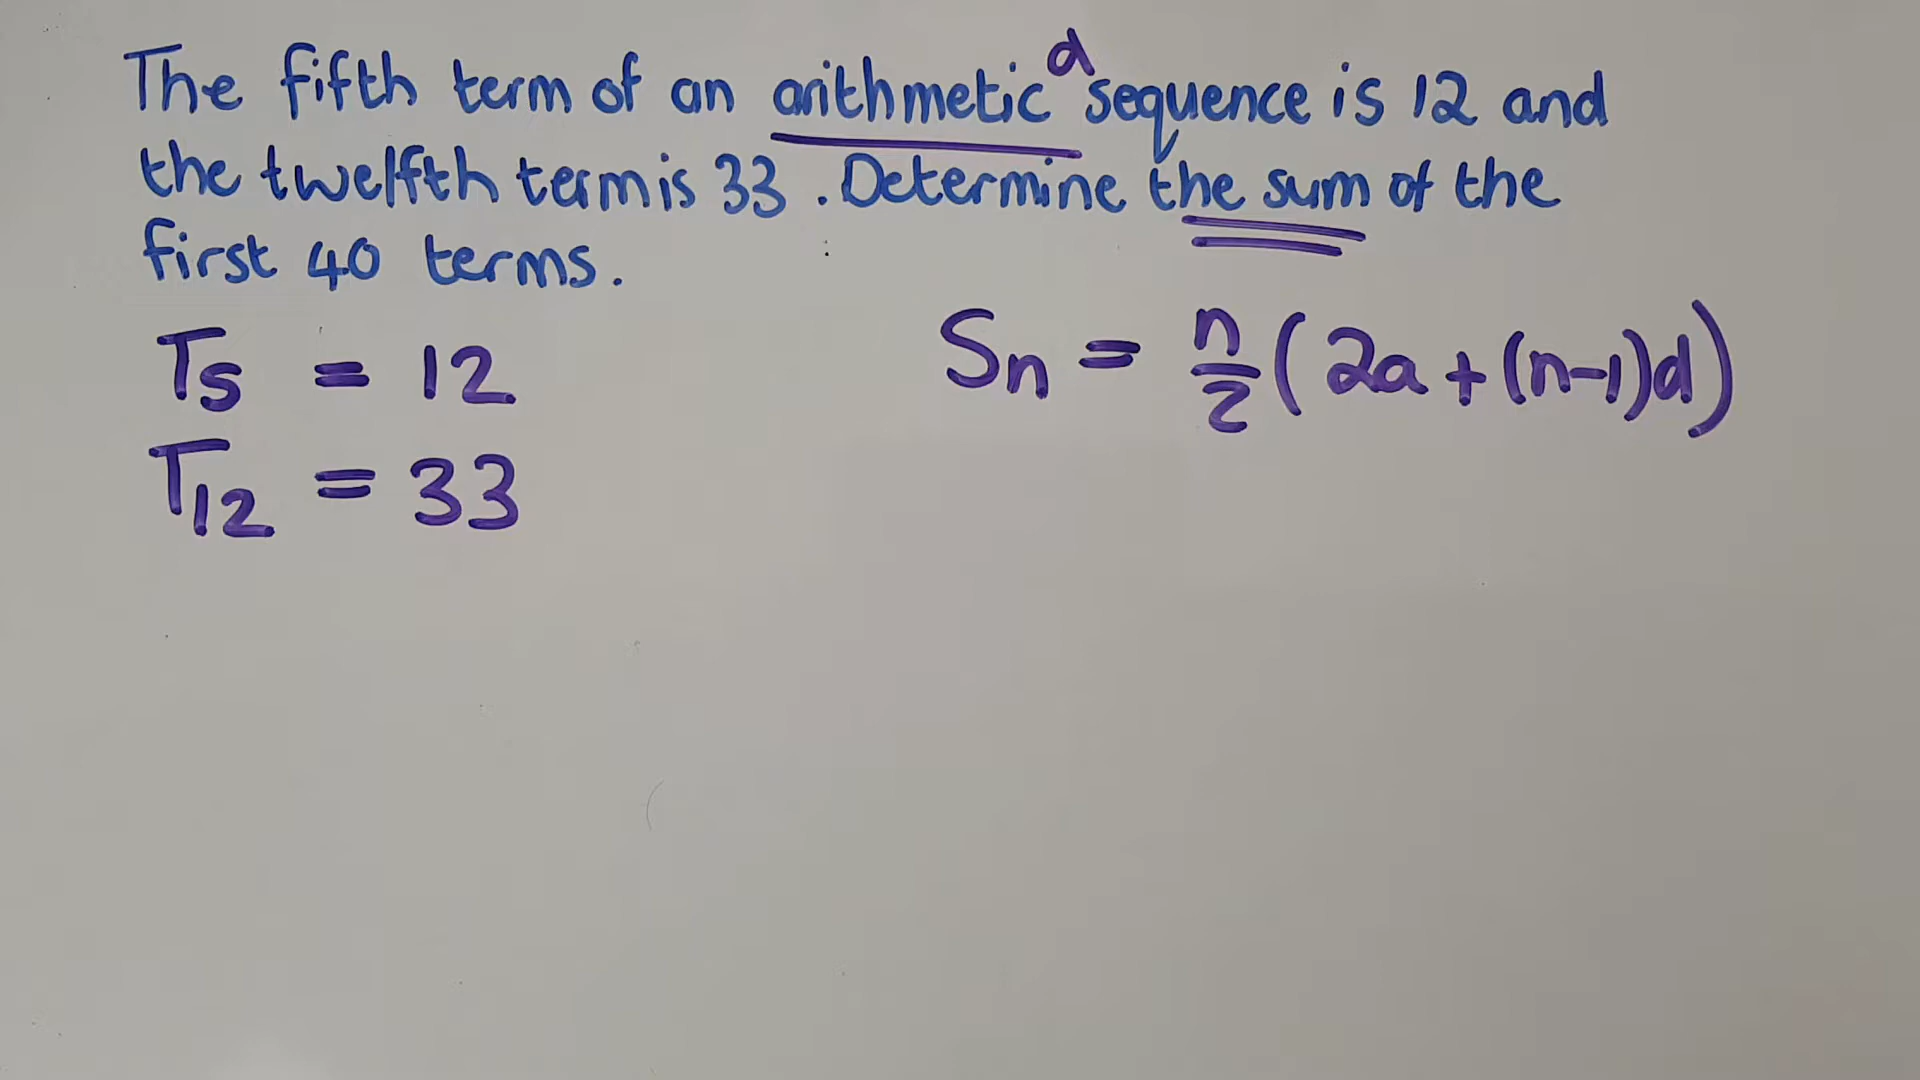 The fifth term of an arithmetic d sequence is 12 and
the twelfth term is 33. Determine the sum of the
first 40 terms.
T5 = 12
Sn = n/2 (2a + (n-1)d)
T12 = 33